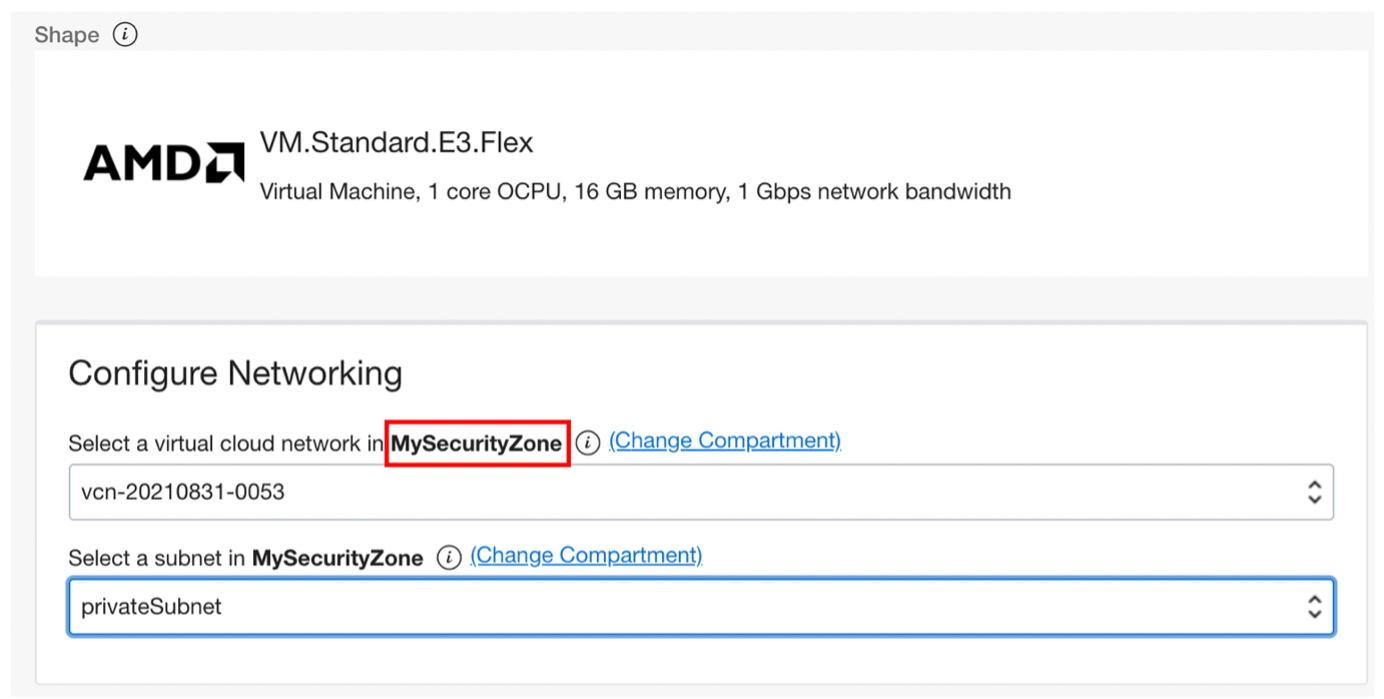 Shape
AMD
VM.Standard.E3.Flex
Virtual Machine, 1 core OCPU, 16 GB memory, 1 Gbps network bandwidth
Configure Networking
Select a virtual cloud network in MySecurityZone (Change Compartment)
vcn-20210831-0053
Select a subnet in MySecurityZone (Change Compartment)
privateSubnet